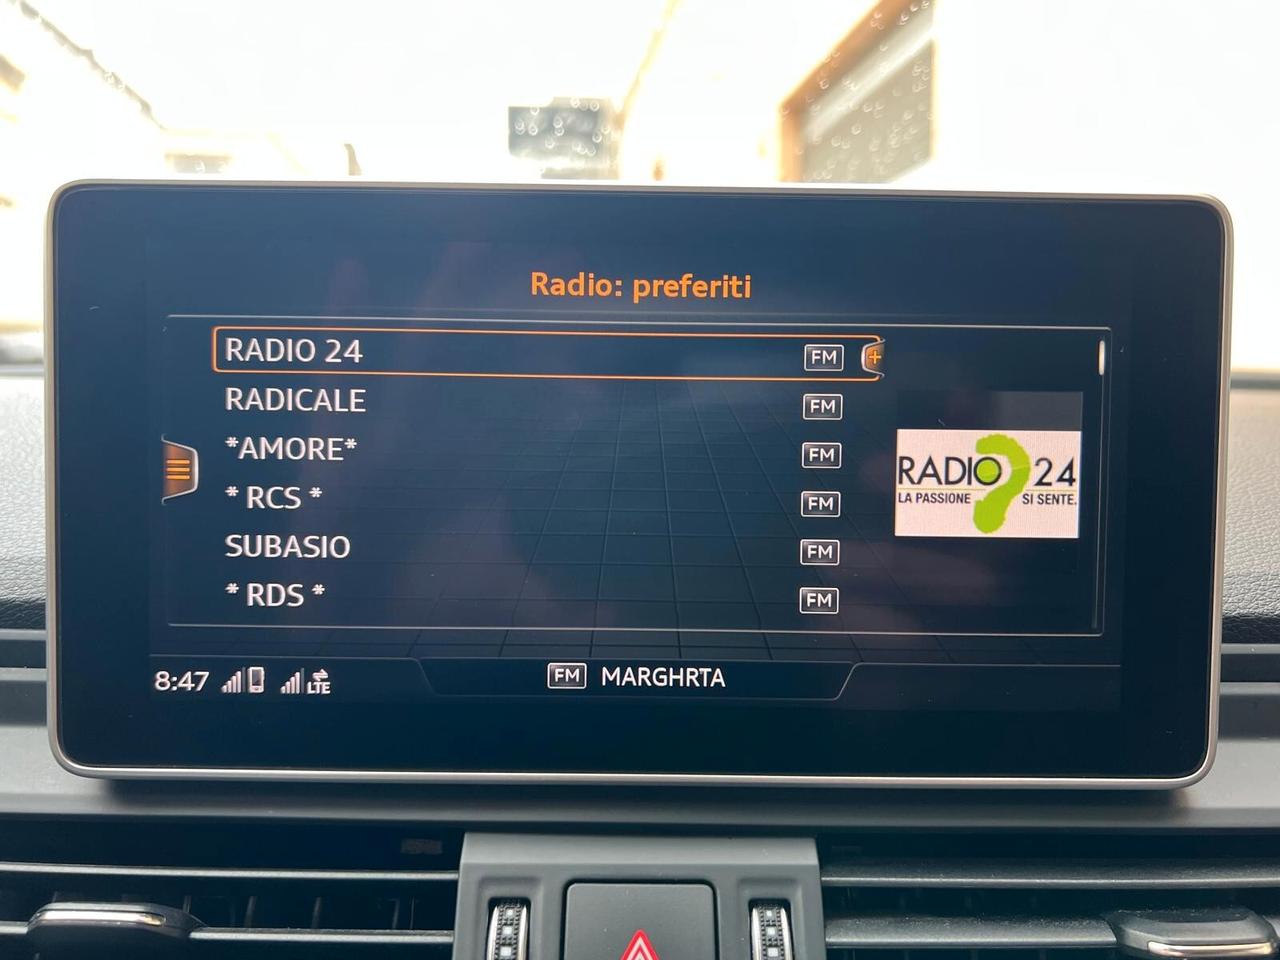 Radio: preferiti
RADIO 24 FM +
RADICALE FM
*AMORE* FM
* RCS * FM
SUBASIO FM
* RDS * FM
RADIO 24
LA PASSIONE SI SENTE.
8:47 LTE FM MARGHRTA